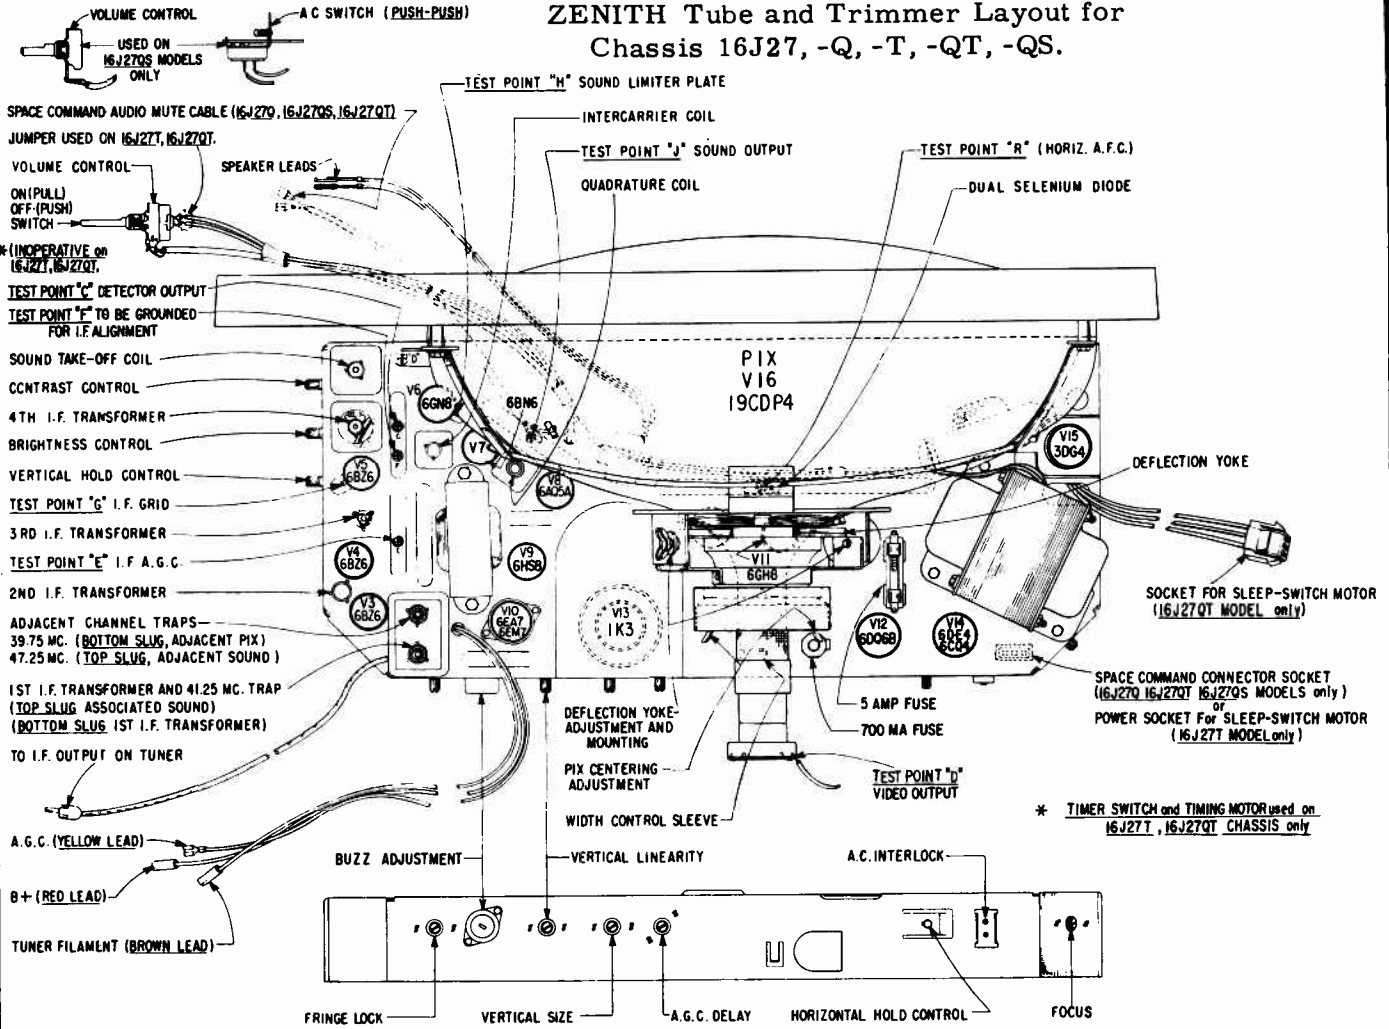 ZENITH Tube and Trimmer Layout for
Chassis 16J27, -Q, -T, -QT, -QS.
VOLUME CONTROL
A C SWITCH (PUSH-PUSH)
USED ON
16J27QS MODELS
ONLY
TEST POINT "H" SOUND LIMITER PLATE
SPACE COMMAND AUDIO MUTE CABLE (16J27Q, 16J27QS, 16J27QT)
INTERCARRIER COIL
JUMPER USED ON 16J27T, 16J27QT.
TEST POINT "J" SOUND OUTPUT
TEST POINT "R" (HORIZ. A.F.C.)
VOLUME CONTROL
SPEAKER LEADS
QUADRATURE COIL
DUAL SELENIUM DIODE
ON (PULL)
OFF-(PUSH)
SWITCH
*(INOPERATIVE on
16J27T, 16J27QT.
TEST POINT "C" DETECTOR OUTPUT
TEST POINT "F" TO BE GROUNDED
FOR I.F. ALIGNMENT
SOUND TAKE-OFF COIL
CONTRAST CONTROL
4TH I.F. TRANSFORMER
BRIGHTNESS CONTROL
VERTICAL HOLD CONTROL
TEST POINT "G" I.F. GRID
3RD I.F. TRANSFORMER
TEST POINT "E" I.F A.G.C
2ND I.F. TRANSFORMER
ADJACENT CHANNEL TRAPS
39.75 MC. (BOTTOM SLUG, ADJACENT PIX)
47.25 MC. (TOP SLUG, ADJACENT SOUND)
1ST I.F. TRANSFORMER AND 41.25 MC. TRAP
(TOP SLUG ASSOCIATED SOUND)
(BOTTOM SLUG 1ST I.F. TRANSFORMER)
TO I.F. OUTPUT ON TUNER
A.G.C. (YELLOW LEAD)
B+ (RED LEAD)
TUNER FILAMENT (BROWN LEAD)
PIX
V16
19CDP4
V6
6GN8
6BN6
V7
V8
6AQ5A
V5
6BZ6
V4
6BZ6
V3
6BZ6
V9
6HS8
V10
6EA7
6EM7
V13
1K3
V11
6GH8
V12
6DQ6B
V14
6DE4
6CQ4
V15
3DG4
DEFLECTION YOKE
SOCKET FOR SLEEP-SWITCH MOTOR
(16J27QT MODEL only)
SPACE COMMAND CONNECTOR SOCKET
(16J27Q 16J27QT 16J27QS MODELS only)
or
POWER SOCKET For SLEEP-SWITCH MOTOR
(16J27T MODEL only)
5 AMP FUSE
700 MA FUSE
DEFLECTION YOKE-
ADJUSTMENT AND
MOUNTING
PIX CENTERING
ADJUSTMENT
TEST POINT "D"
VIDEO OUTPUT
WIDTH CONTROL SLEEVE
* TIMER SWITCH and TIMING MOTOR used on
16J27T, 16J27QT CHASSIS only
BUZZ ADJUSTMENT
VERTICAL LINEARITY
A.C. INTERLOCK
FRINGE LOCK
VERTICAL SIZE
A.G.C. DELAY
HORIZONTAL HOLD CONTROL
FOCUS